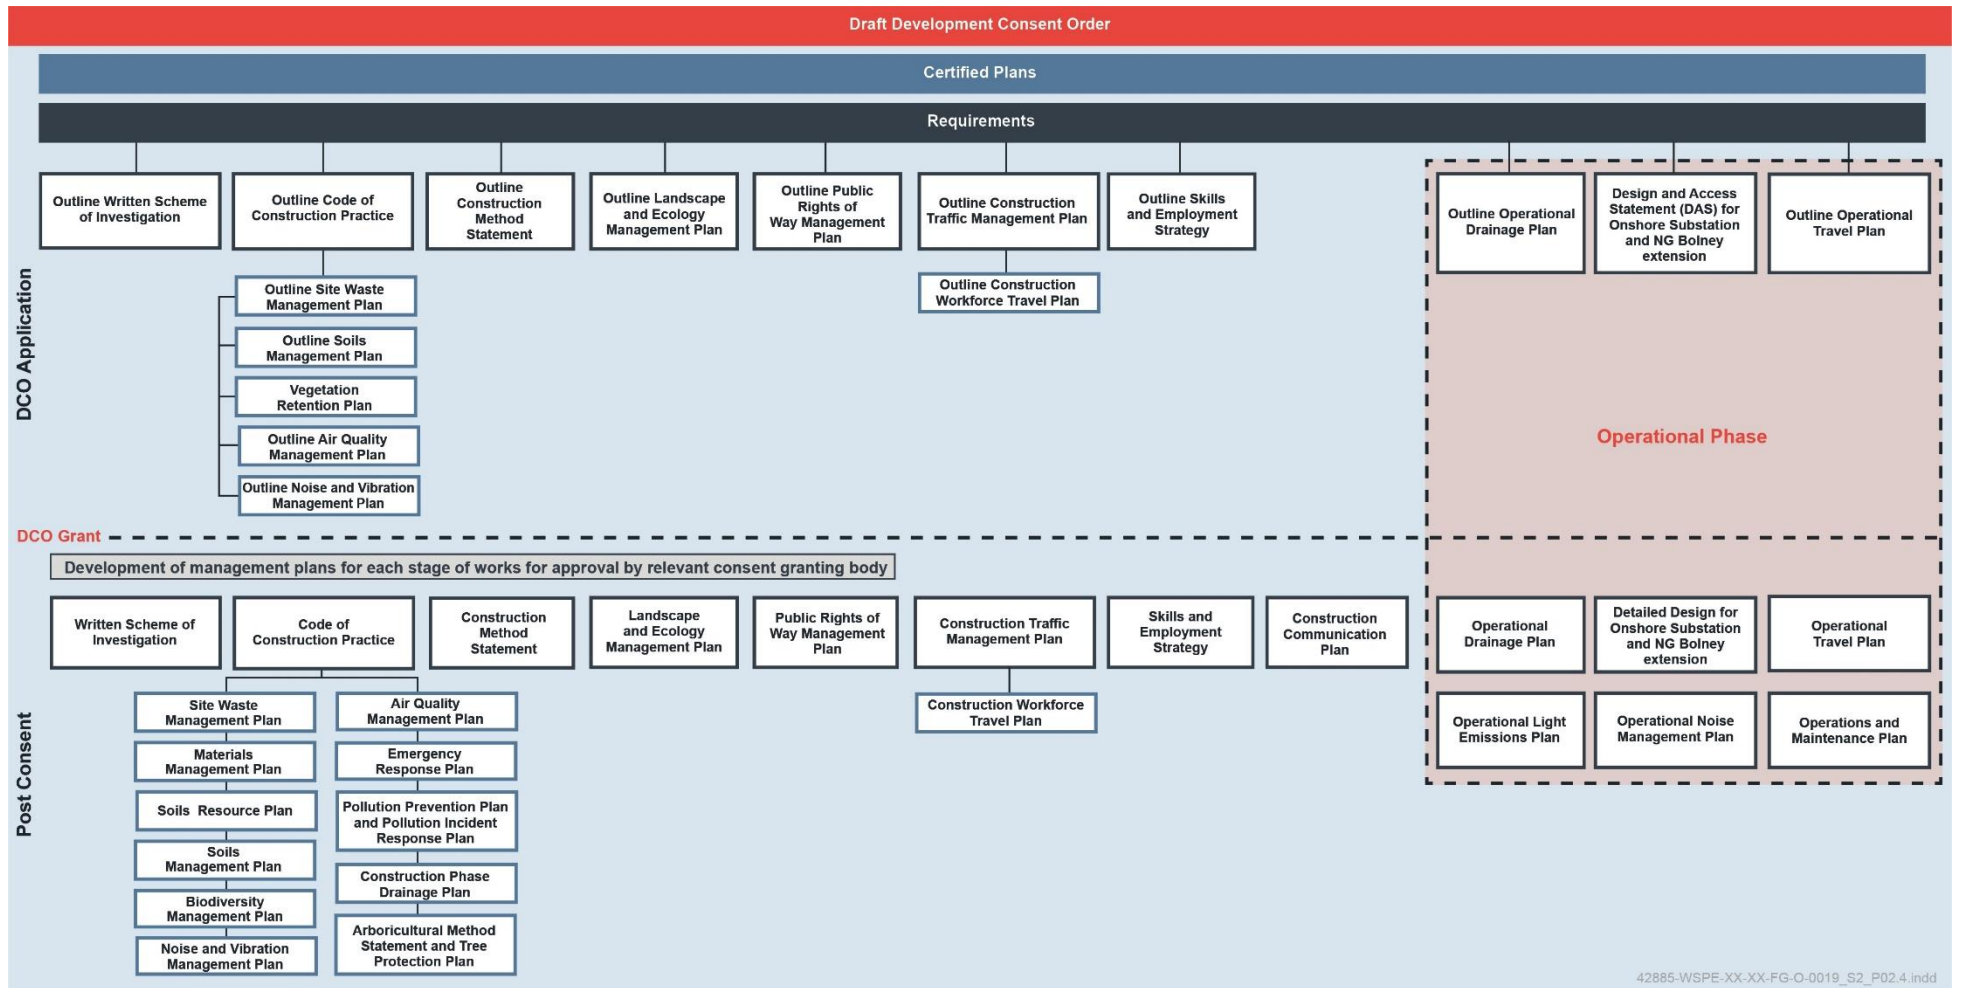 Draft Development Consent Order
Certified Plans
Requirements
Outline Written Scheme
of Investigation
Outline Code of
Construction Practice
Outline
Construction
Method
Statement
Outline Landscape
and Ecology
Management Plan
Outline Public
Rights of
Way Management
Plan
Outline Construction
Traffic Management Plan
Outline Skills
and Employment
Strategy
Outline Operational
Drainage Plan
Design and Access
Statement (DAS) for
Onshore Substation
and NG Bolney
extension
Outline Operational
Travel Plan
DCO Application
Outline Site Waste
Management Plan
Outline Soils
Management Plan
Vegetation
Retention Plan
Outline Air Quality
Management Plan
Outline Noise and Vibration
Management Plan
Outline Construction
Workforce Travel Plan
Operational Phase
DCO Grant
Development of management plans for each stage of works for approval by relevant consent granting body
Written Scheme of
Investigation
Code of
Construction Practice
Construction
Method
Statement
Landscape
and Ecology
Management Plan
Public Rights of
Way Management
Plan
Construction Traffic
Management Plan
Skills and
Employment
Strategy
Construction
Communication
Plan
Operational
Drainage Plan
Detailed Design for
Onshore Substation
and NG Bolney
extension
Operational
Travel Plan
Post Consent
Site Waste
Management Plan
Materials
Management Plan
Soils Resource Plan
Soils
Management Plan
Biodiversity
Management Plan
Noise and Vibration
Management Plan
Air Quality
Management Plan
Emergency
Response Plan
Pollution Prevention Plan
and Pollution Incident
Response Plan
Construction Phase
Drainage Plan
Arboricultural Method
Statement and Tree
Protection Plan
Construction Workforce
Travel Plan
Operational Light
Emissions Plan
Operational Noise
Management Plan
Operations and
Maintenance Plan
42885-WSPE-XX-XX-FG-O-0019_S2_P02.4.indd